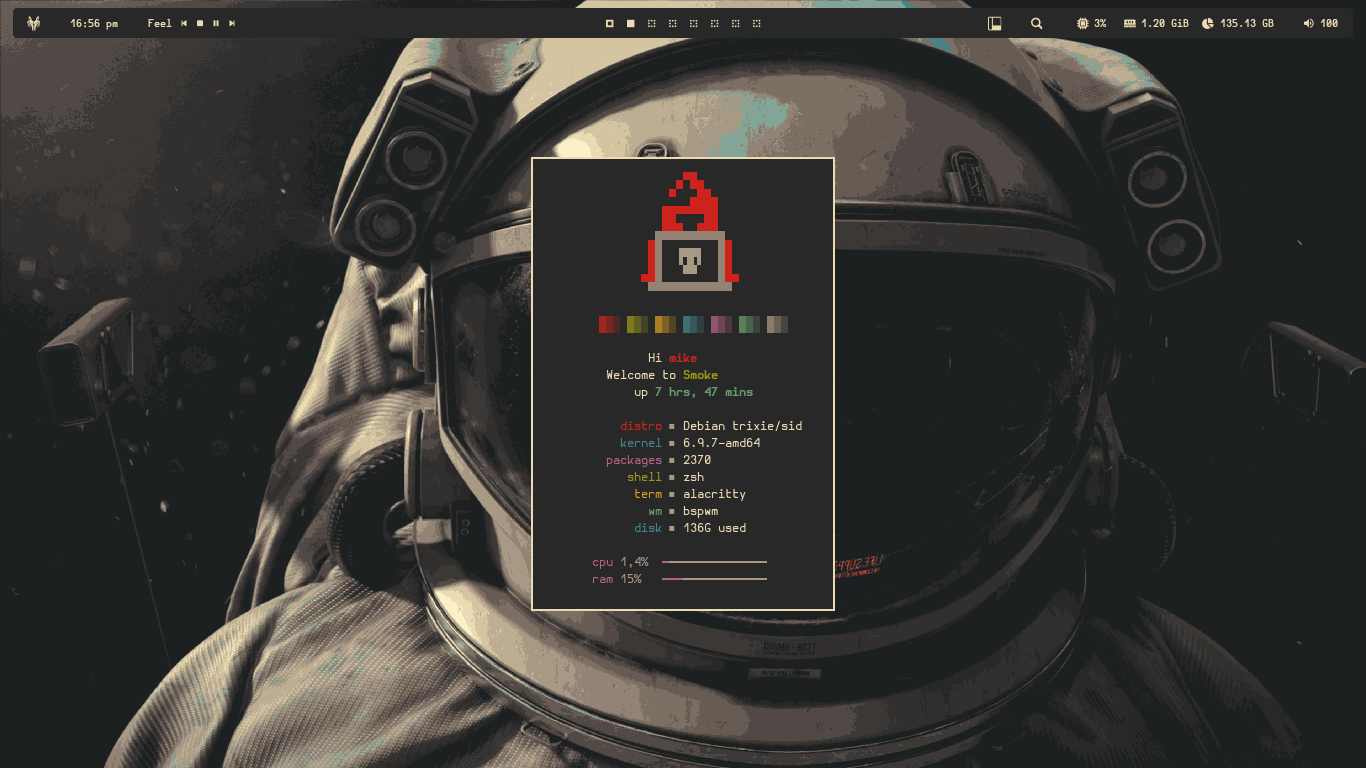 16:56 pm
Feel
3%
1.20 GiB
135.13 GB
100
Hi mike
Welcome to Smoke
up 7 hrs, 47 mins
distro ▪ Debian trixie/sid
kernel ▪ 6.9.7-amd64
packages ▪ 2370
shell ▪ zsh
term ▪ alacritty
wm ▪ bspwm
disk ▪ 136G used
cpu 1,4%
ram 15%
COSMO-8031